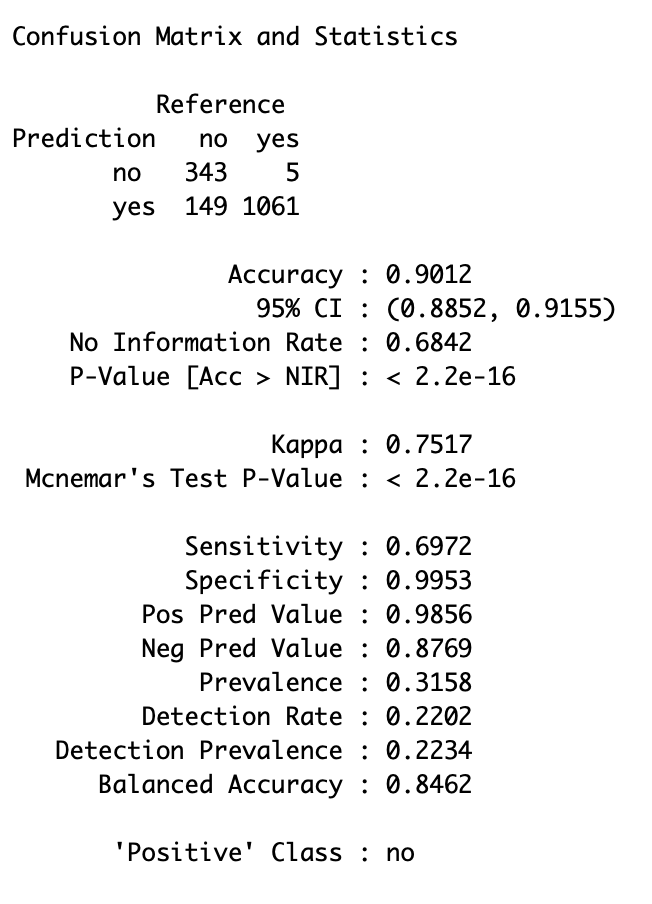 Confusion Matrix and Statistics
Reference
Prediction no yes
no 343 5
yes 149 1061
Accuracy : 0.9012
95% CI : (0.8852, 0.9155)
No Information Rate : 0.6842
P-Value [Acc > NIR] : < 2.2e-16
Kappa : 0.7517
Mcnemar's Test P-Value : < 2.2e-16
Sensitivity : 0.6972
Specificity : 0.9953
Pos Pred Value : 0.9856
Neg Pred Value : 0.8769
Prevalence : 0.3158
Detection Rate : 0.2202
Detection Prevalence : 0.2234
Balanced Accuracy : 0.8462
'Positive' Class : no